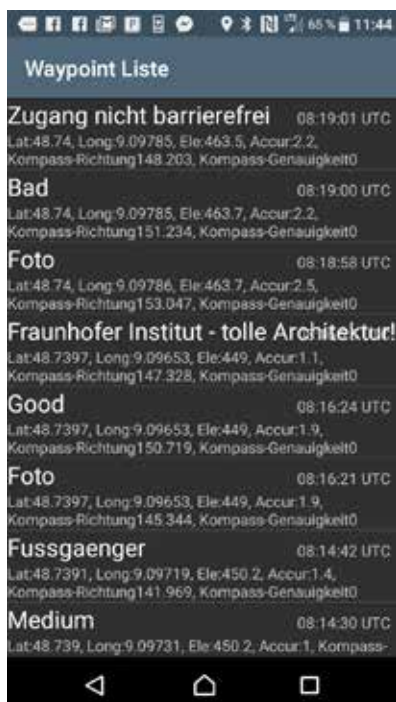 65 % 11:44
Waypoint Liste
Zugang nicht barrierefrei 08:19:01 UTC
Lat:48.74, Long:9.09785, Ele:463.5, Accur:2.2,
Kompass-Richtung148.203, Kompass-Genauigkeit0
Bad 08:19:00 UTC
Lat:48.74, Long:9.09785, Ele:463.7, Accur:2.2,
Kompass-Richtung151.234, Kompass-Genauigkeit0
Foto 08:18:58 UTC
Lat:48.74, Long:9.09786, Ele:463.7, Accur:2.5,
Kompass-Richtung153.047, Kompass-Genauigkeit0
Fraunhofer Institut - tolle Architektur!
Lat:48.7397, Long:9.09653, Ele:449, Accur:1.1,
Kompass-Richtung147.328, Kompass-Genauigkeit0
Good 08:16:24 UTC
Lat:48.7397, Long:9.09653, Ele:449, Accur:1.9,
Kompass-Richtung150.719, Kompass-Genauigkeit0
Foto 08:16:21 UTC
Lat:48.7397, Long:9.09653, Ele:449, Accur:1.9,
Kompass-Richtung145.344, Kompass-Genauigkeit0
Fussgaenger 08:14:42 UTC
Lat:48.7391, Long:9.09719, Ele:450.2, Accur:1.4,
Kompass-Richtung141.969, Kompass-Genauigkeit0
Medium 08:14:30 UTC
Lat:48.739, Long:9.09731, Ele:450.2, Accur:1, Kompass-